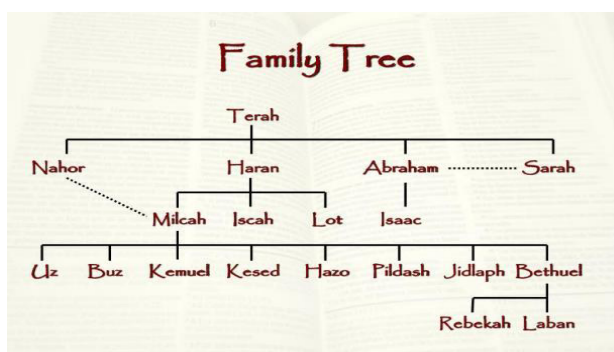 Family Tree
Terah
Nahor Haran Abraham Sarah
Milcah Iscah Lot Isaac
Uz Buz Kemuel Kesed Hazo Pildash Jidlaph Bethuel
Rebekah Laban